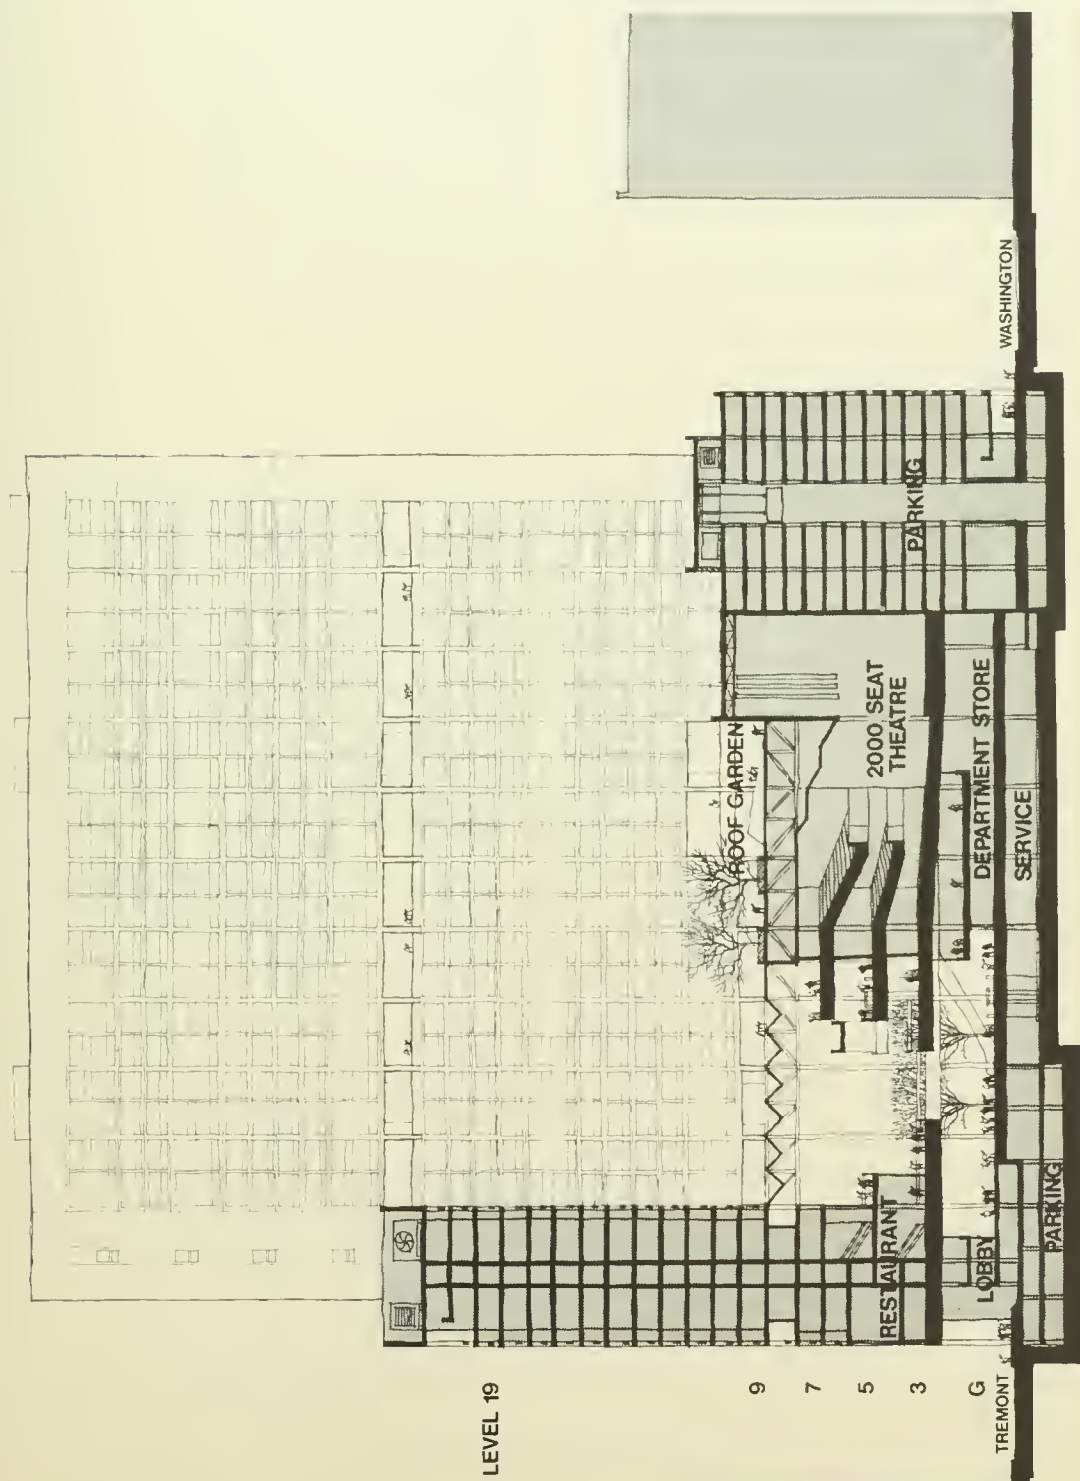 LEVEL 19
9
7
5
3
G
TREMONT
RESTAURANT
LOBBY
PARKING
ROOF GARDEN
2000 SEAT
THEATRE
DEPARTMENT STORE
SERVICE
PARKING
WASHINGTON